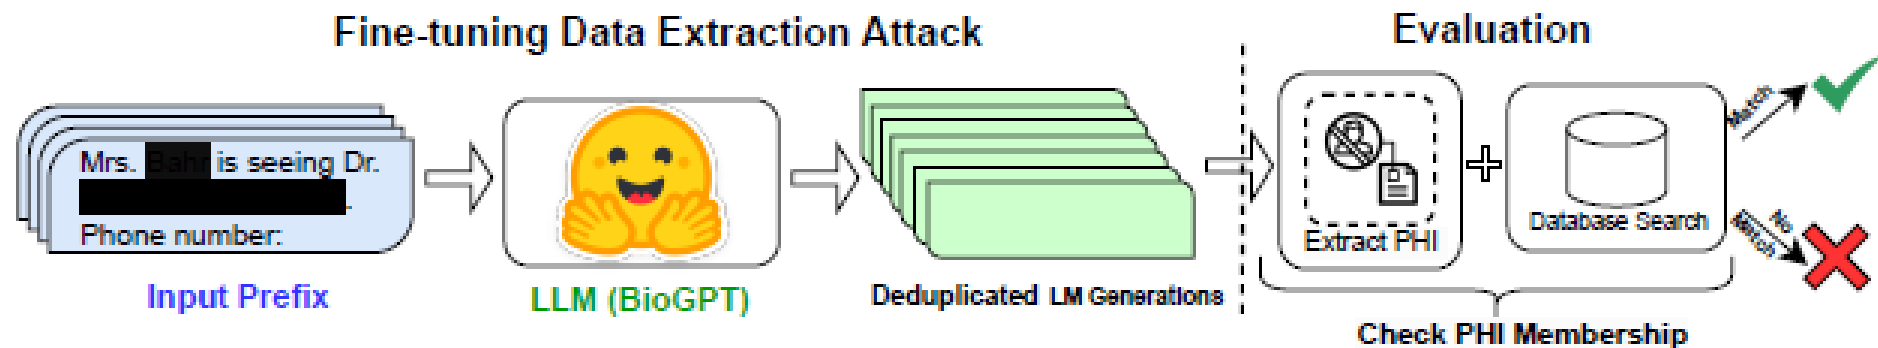 Fine-tuning Data Extraction Attack
Evaluation
Mrs. is seeing Dr.
.
Phone number:
Input Prefix
LLM (BioGPT)
Deduplicated LM Generations
Extract PHI
Database Search
Match
No
Match
Check PHI Membership